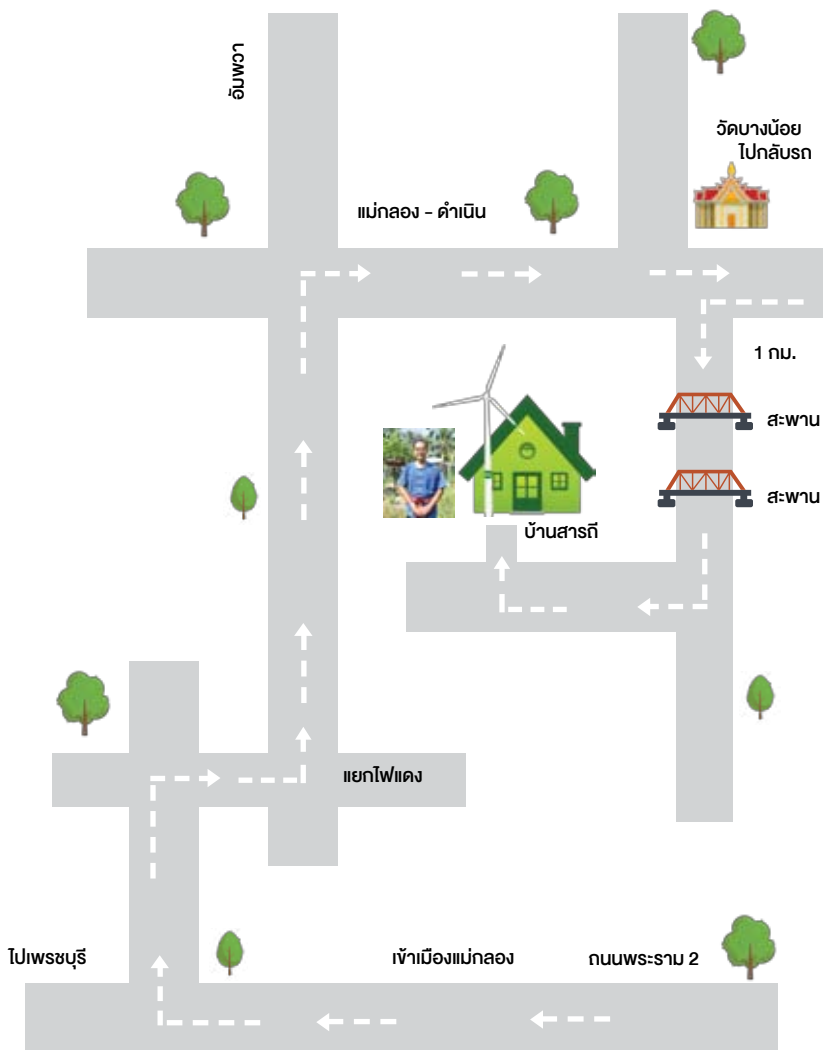 อัมพวา
วัดบางน้อย
ไปกลับรถ
แม่กลอง - ดำเนิน
1 กม.
สะพาน
สะพาน
บ้านสารถี
แยกไฟแดง
ไปเพรชบุรี
เข้าเมืองแม่กลอง
ถนนพระราม 2